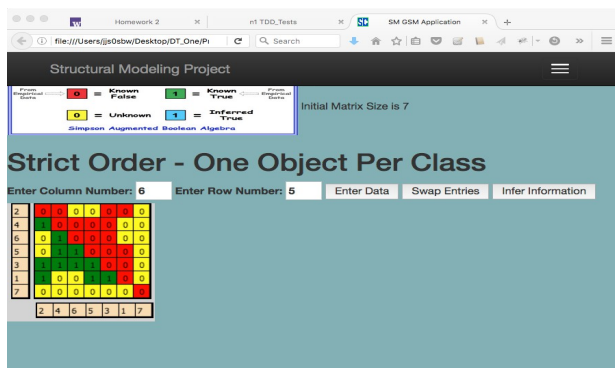 Homework 2 × n1 TDD_Tests × SC SM GSM Application × +
file:///Users/jjs0sbw/Desktop/DT_One/Pr Search
Structural Modeling Project
From Empirical Data 0 = Known False 1 = Known True From Empirical Data
0 = Unknown 1 = Inferred True
Simpson Augmented Boolean Algebra
Initial Matrix Size is 7
Strict Order - One Object Per Class
Enter Column Number: 6 Enter Row Number: 5 Enter Data Swap Entries Infer Information
2 0 0 0 0 0 0 0
4 1 0 0 0 0 0 0
6 0 1 0 0 0 0 0
5 0 1 1 0 0 0 0
3 1 1 1 1 0 0 0
1 1 0 0 1 1 0 0
7 0 0 0 0 0 0 0
2 4 6 5 3 1 7